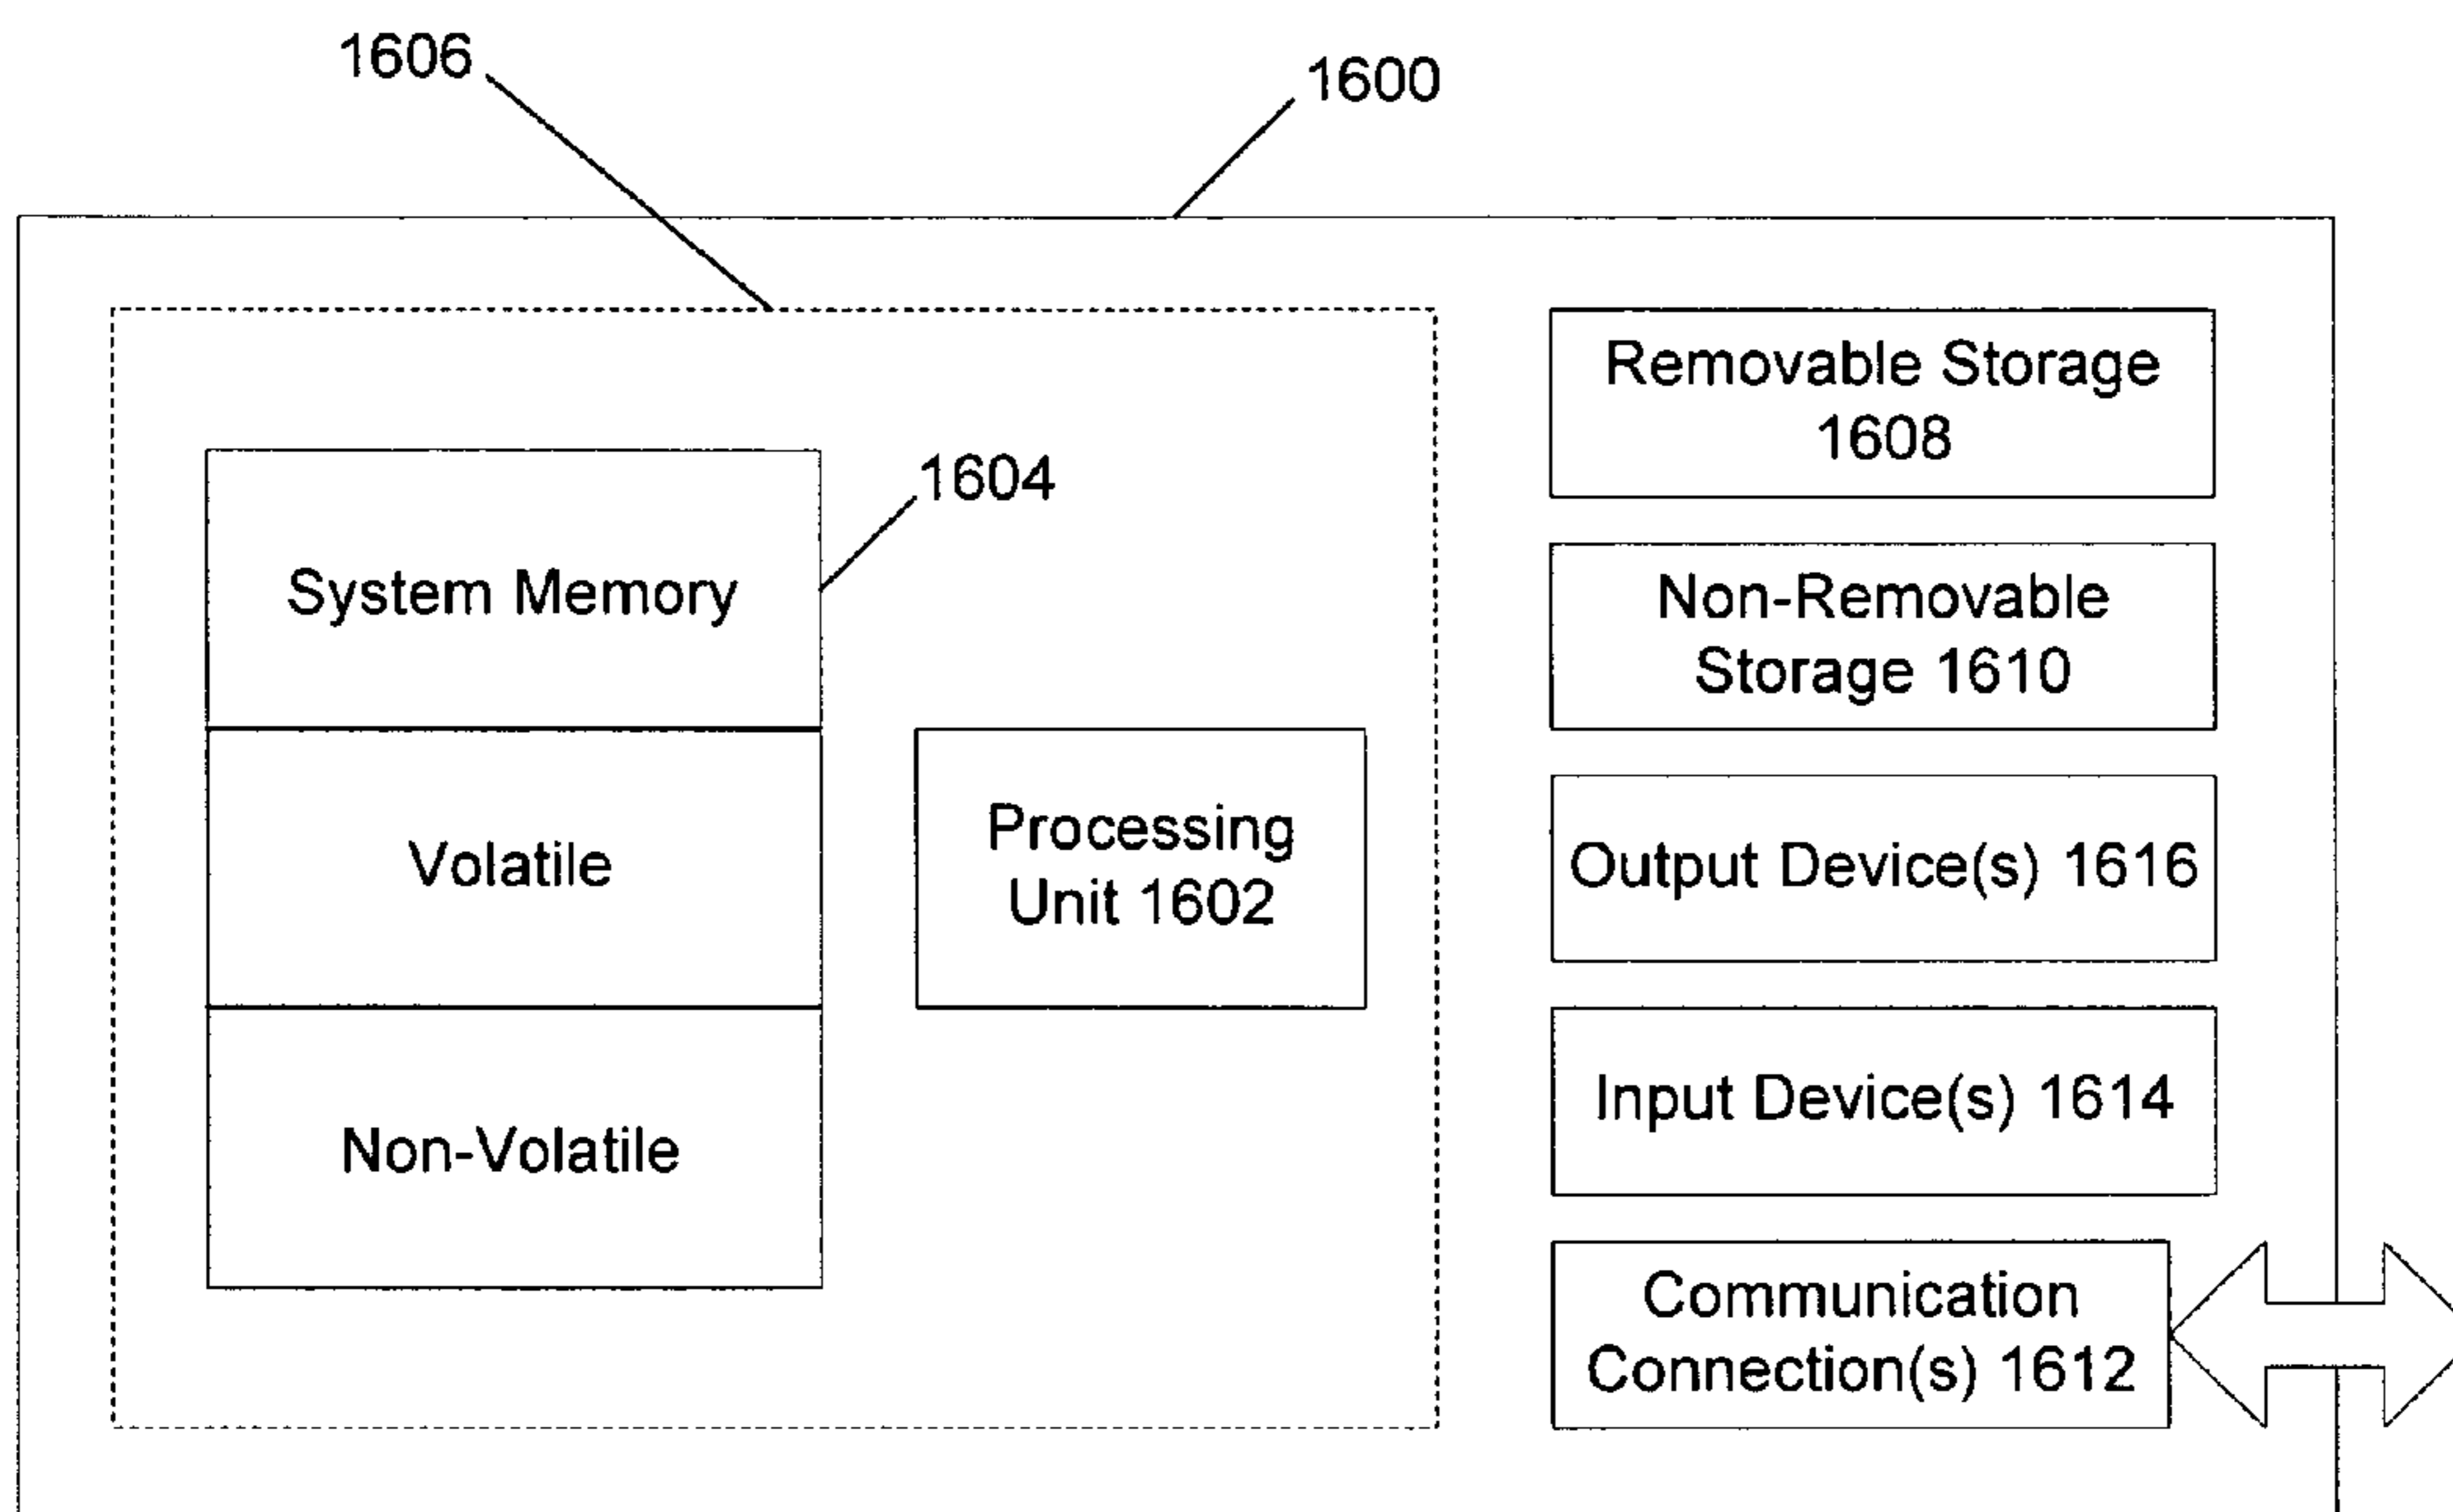 1606
1600
Removable Storage
1608
1604
System Memory
Non-Removable
Storage 1610
Volatile
Processing
Unit 1602
Output Device(s) 1616
Non-Volatile
Input Device(s) 1614
Communication
Connection(s) 1612